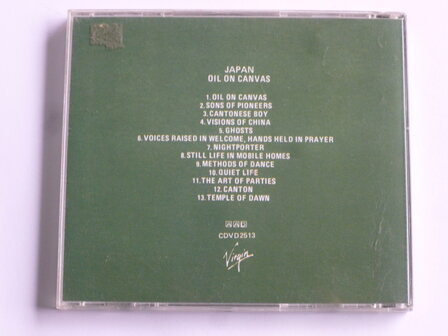 JAPAN
OIL ON CANVAS
1. OIL ON CANVAS
2. SONS OF PIONEERS
3. CANTONESE BOY
4. VISIONS OF CHINA
5. GHOSTS
6. VOICES RAISED IN WELCOME, HANDS HELD IN PRAYER
7. NIGHTPORTER
8. STILL LIFE IN MOBILE HOMES
9. METHODS OF DANCE
10. QUIET LIFE
11. THE ART OF PARTIES
12. CANTON
13. TEMPLE OF DAWN
AAD
CDVD2513
Virgin